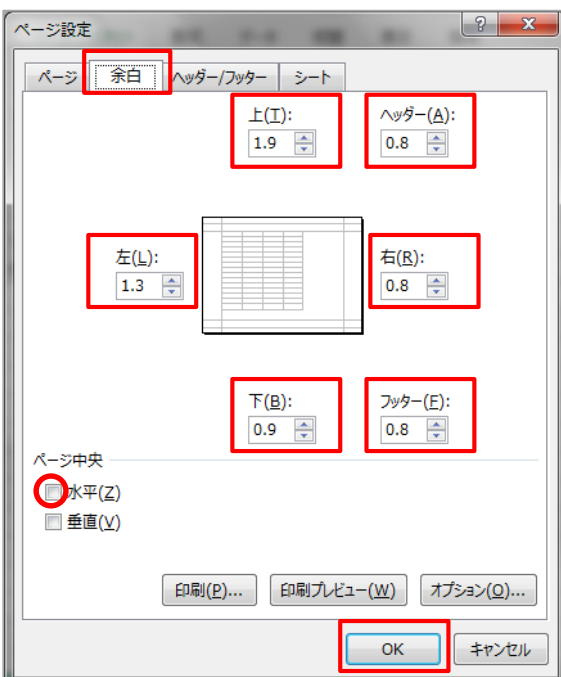 ページ設定
ページ 余白 ヘッダー/フッター シート
上(T): ヘッダー(A):
1.9 0.8
左(L): 右(R):
1.3 0.8
下(B): フッター(F):
0.9 0.8
ページ中央
水平(Z)
垂直(V)
印刷(P)... 印刷プレビュー(W) オプション(O)...
OK キャンセル